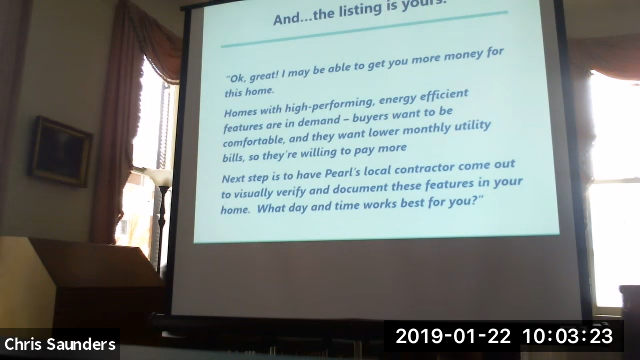 And...the listing is yours.
"Ok, great! I may be able to get you more money for
this home.
Homes with high-performing, energy efficient
features are in demand – buyers want to be
comfortable, and they want lower monthly utility
bills, so they're willing to pay more
Next step is to have Pearl's local contractor come out
to visually verify and document these features in your
home. What day and time works best for you?"
2019-01-22 10:03:23
Chris Saunders